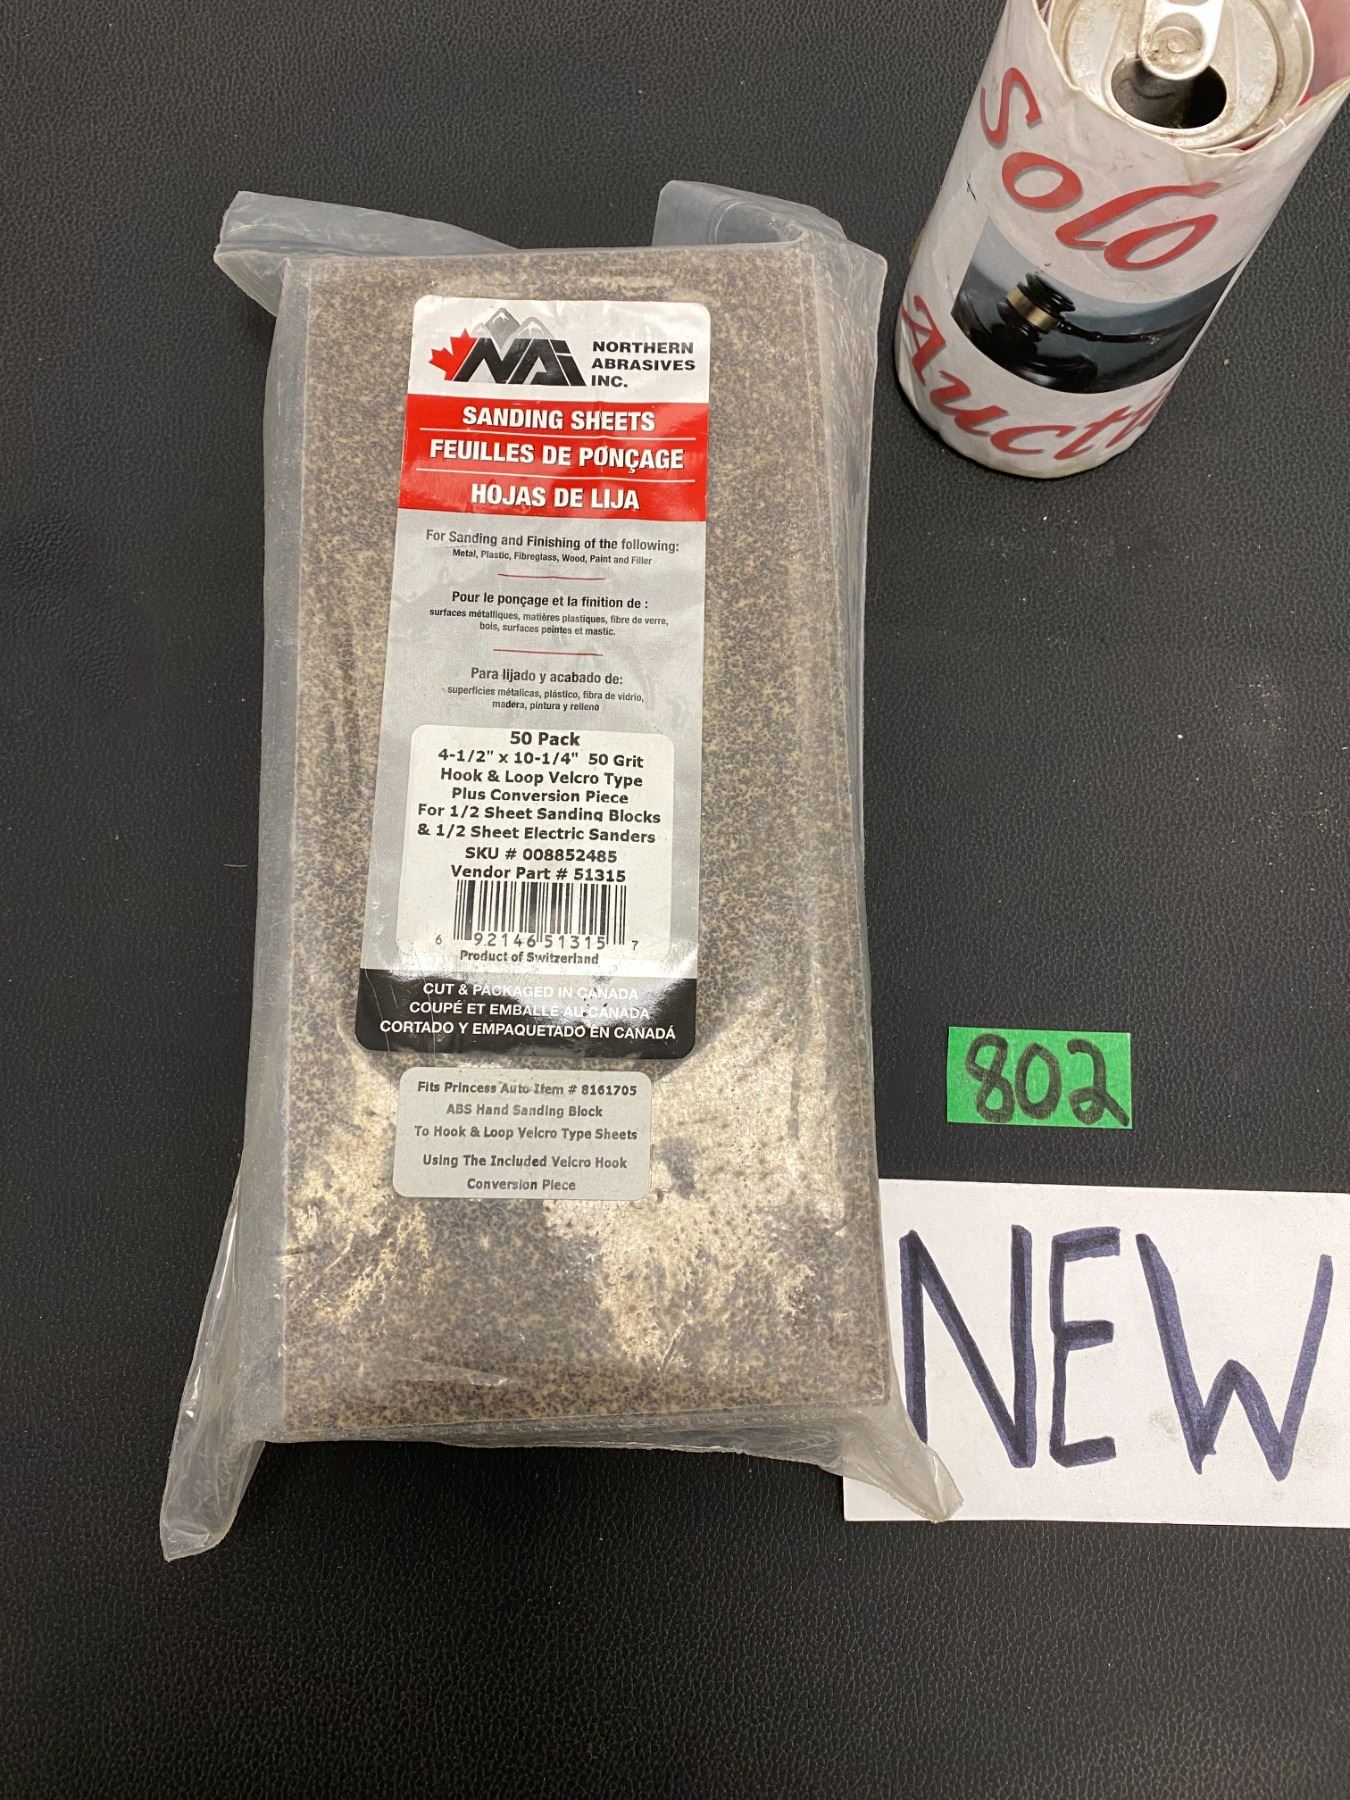 Solo
Auct
NAi
NORTHERN
ABRASIVES
INC.
SANDING SHEETS
FEUILLES DE PONÇAGE
HOJAS DE LIJA
For Sanding and Finishing of the following:
Metal, Plastic, Fibreglass, Wood, Paint and Filler
Pour le ponçage et la finition de :
surfaces métalliques, matières plastiques, fibre de verre,
bois, surfaces peintes et mastic.
Para lijado y acabado de:
superficies métalicas, plástico, fibra de vidrio,
madera, pintura y relleno
50 Pack
4-1/2" x 10-1/4" 50 Grit
Hook & Loop Velcro Type
Plus Conversion Piece
For 1/2 Sheet Sanding Blocks
& 1/2 Sheet Electric Sanders
SKU # 008852485
Vendor Part # 51315
6 92146 51315 7
Product of Switzerland
CUT & PACKAGED IN CANADA
COUPÉ ET EMBALLÉ AU CANADA
CORTADO Y EMPAQUETADO EN CANADÁ
Fits Princess Auto Item # 8161705
ABS Hand Sanding Block
To Hook & Loop Velcro Type Sheets
Using The Included Velcro Hook
Conversion Piece
802
NEW